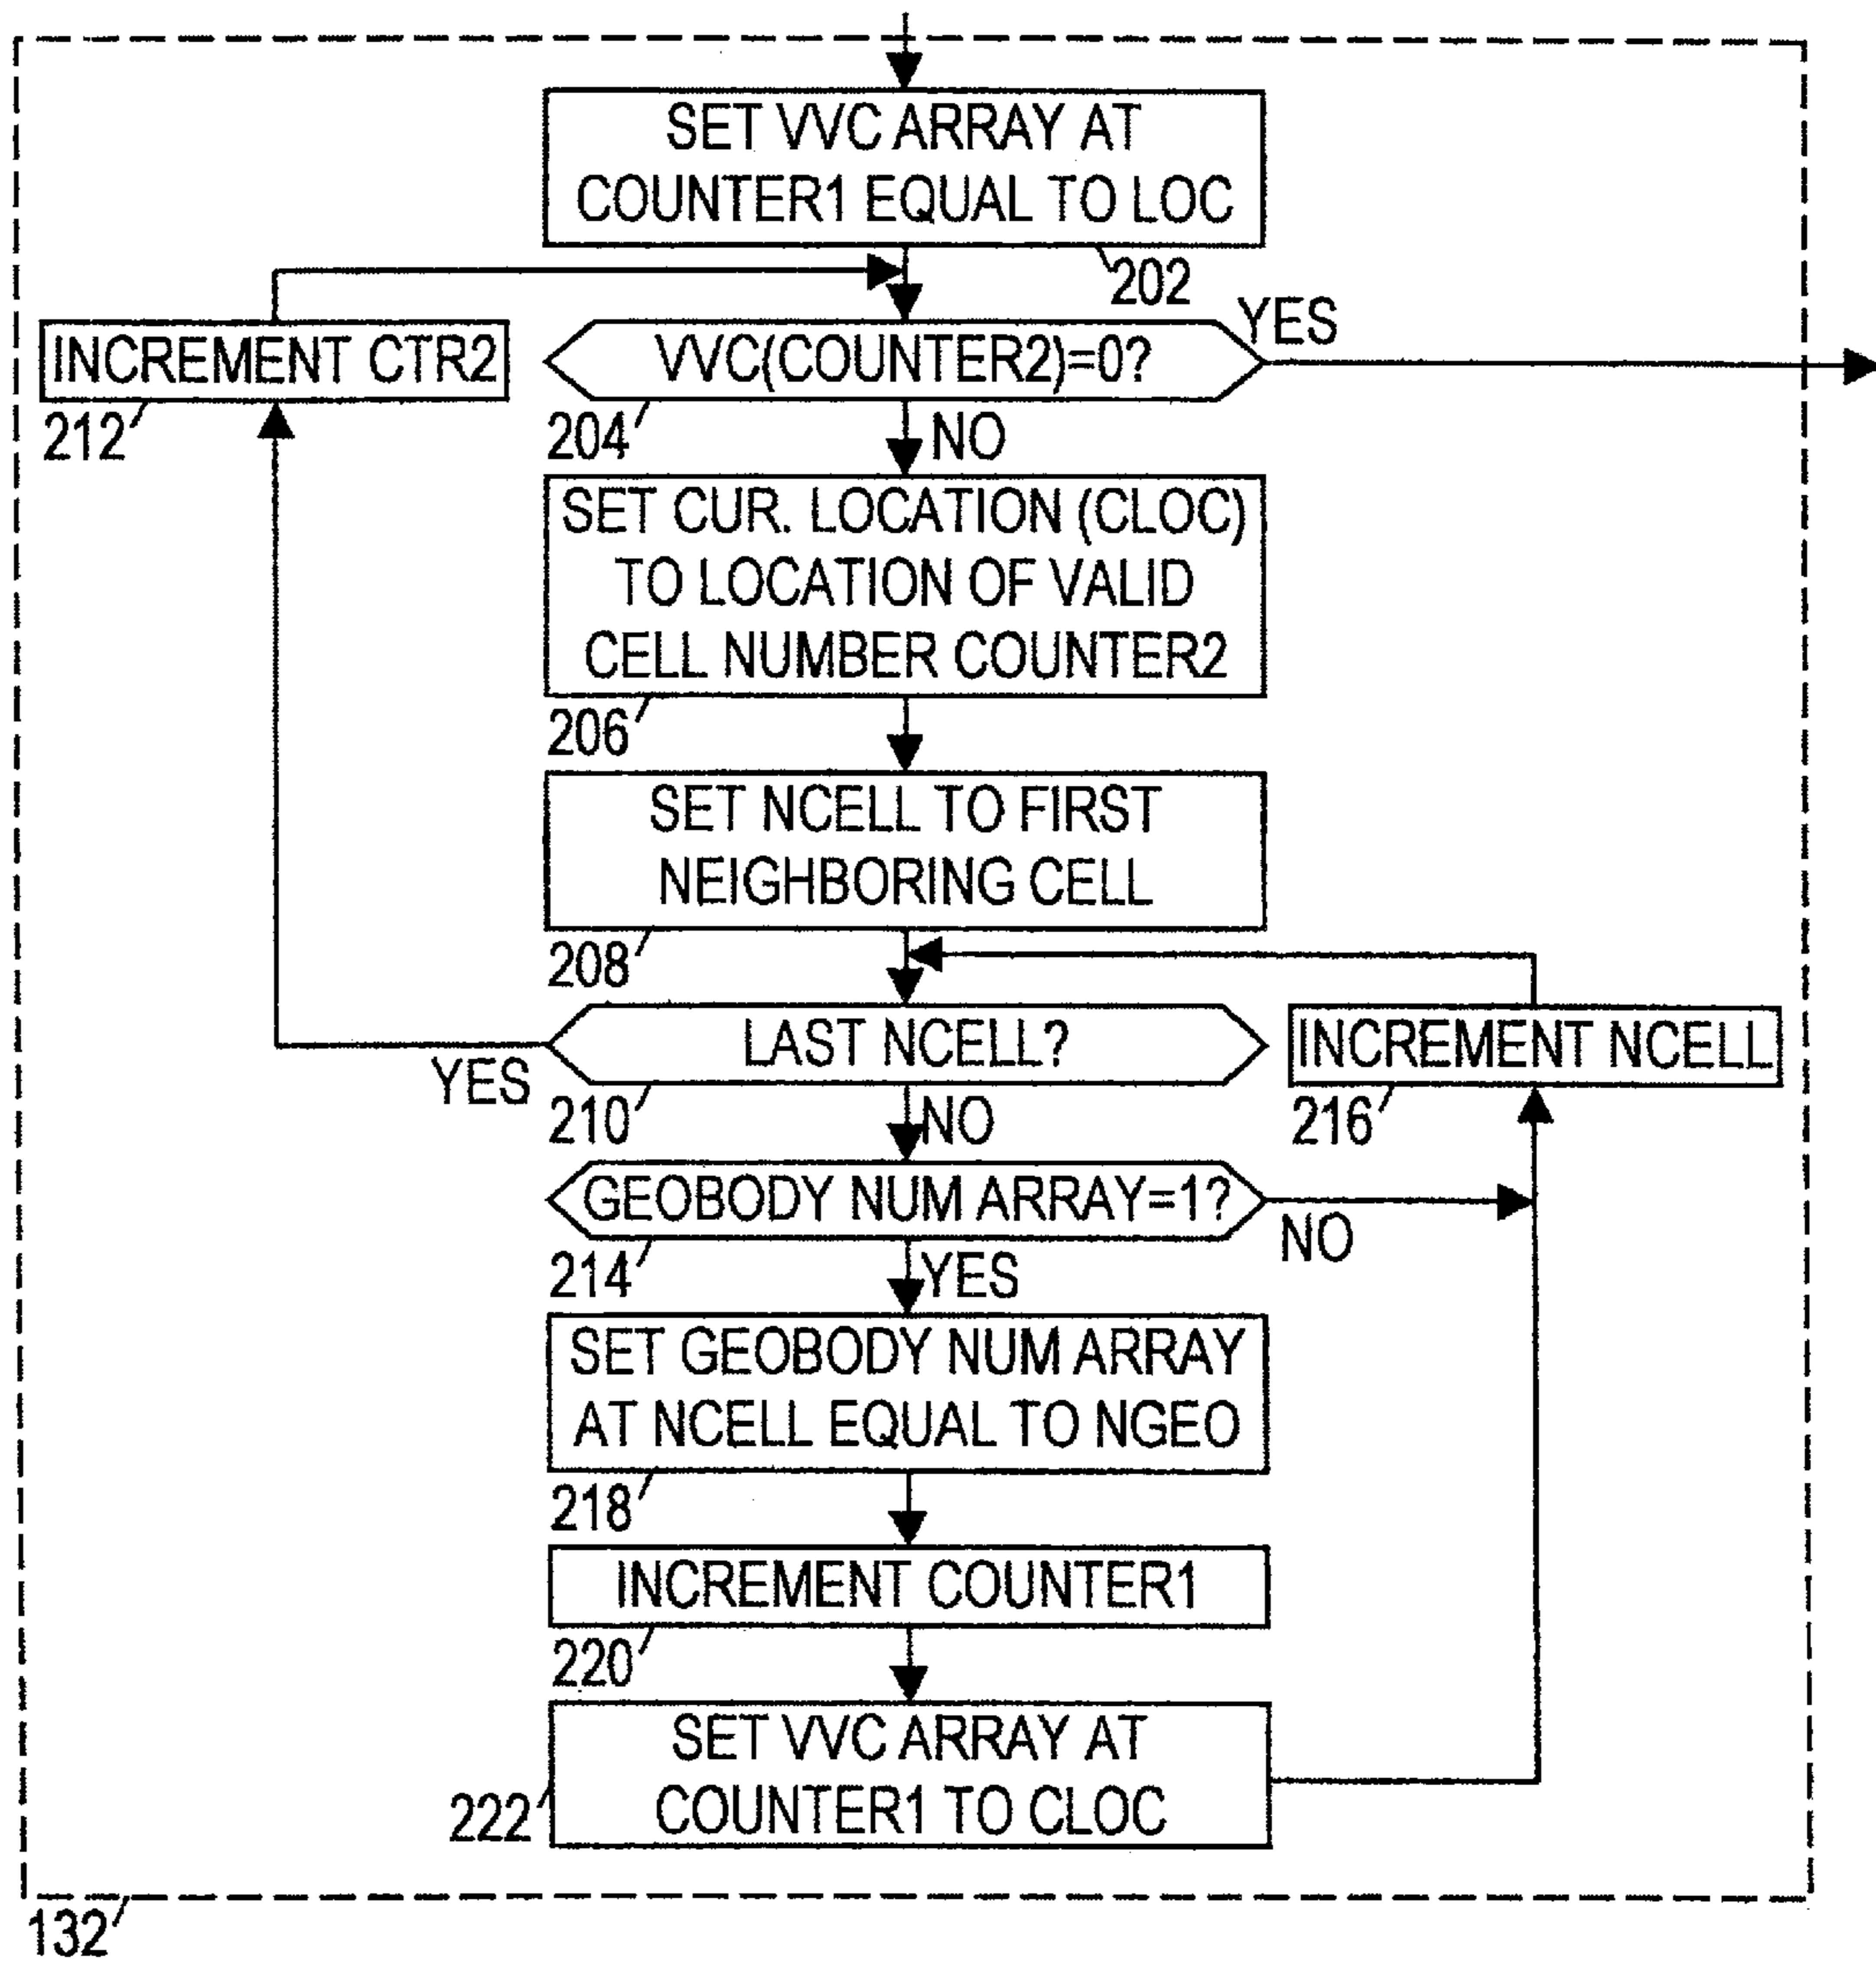 SET VVC ARRAY AT
COUNTER1 EQUAL TO LOC
202
YES
INCREMENT CTR2
VVC(COUNTER2)=0?
212
204
NO
SET CUR. LOCATION (CLOC)
TO LOCATION OF VALID
CELL NUMBER COUNTER2
206
SET NCELL TO FIRST
NEIGHBORING CELL
208
LAST NCELL?
INCREMENT NCELL
YES
210
NO
216
GEOBODY NUM ARRAY=1?
NO
214
YES
SET GEOBODY NUM ARRAY
AT NCELL EQUAL TO NGEO
218
INCREMENT COUNTER1
220
SET VVC ARRAY AT
COUNTER1 TO CLOC
222
132